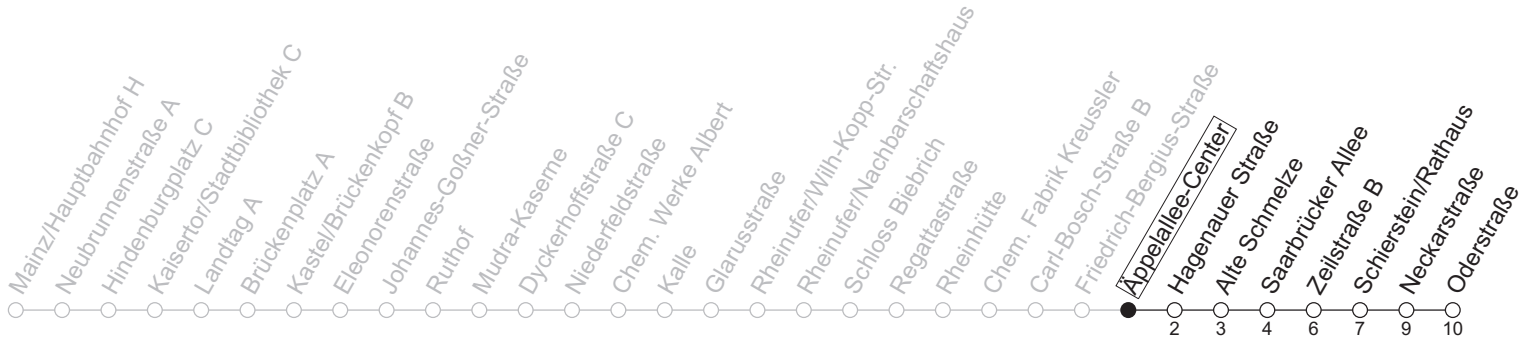 Mainz/Hauptbahnhof H
Neubrunnenstraße A
Hindenburgplatz C
Kaisertor/Stadtbibliothek C
Landtag A
Brückenplatz A
Kastel/Brückenkopf B
Eleonorenstraße
Johannes-Goßner-Straße
Ruthof
Mudra-Kaserne
Dyckerhoffstraße C
Niederfeldstraße
Chem. Werke Albert
Kalle
Glarusstraße
Rheinufer/Wilh-Kopp-Str.
Rheinufer/Nachbarschaftshaus
Schloss Biebrich
Regattastraße
Rheinhütte
Chem. Fabrik Kreussler
Carl-Bosch-Straße B
Friedrich-Bergius-Straße
Äppelallee-Center
Hagenauer Straße
Alte Schmelze
Saarbrücker Allee
Zeilstraße B
Schierstein/Rathaus
Neckarstraße
Oderstraße
2 3 4 6 7 9 10